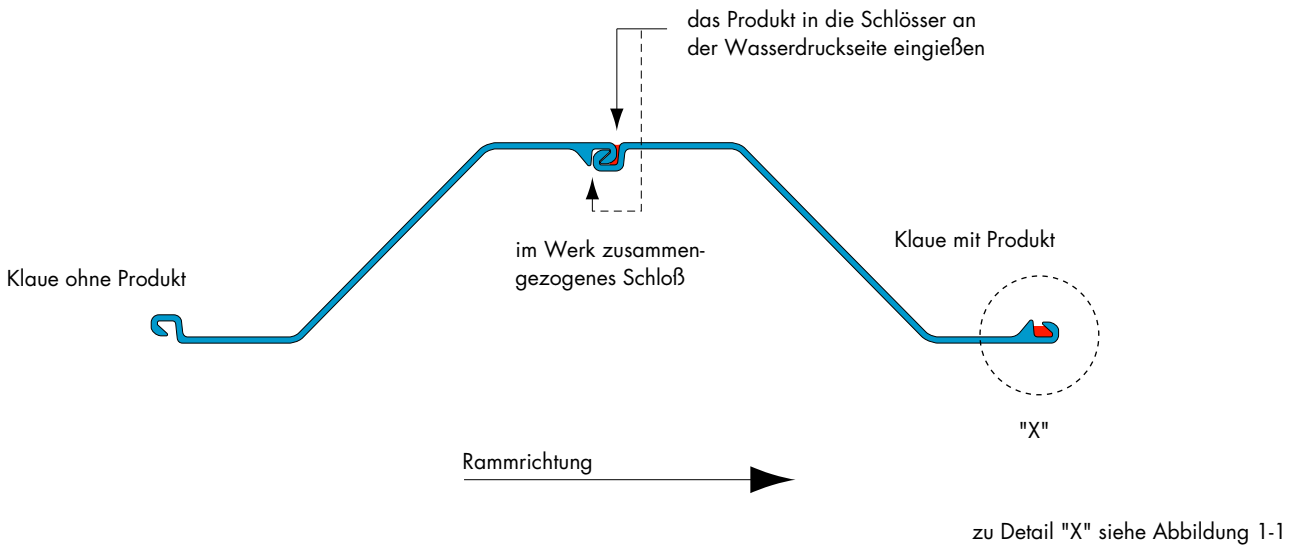 das Produkt in die Schlösser an
der Wasserdruckseite eingießen
im Werk zusammen-
gezogenes Schloß
Klaue mit Produkt
Klaue ohne Produkt
"X"
Rammrichtung
zu Detail "X" siehe Abbildung 1-1